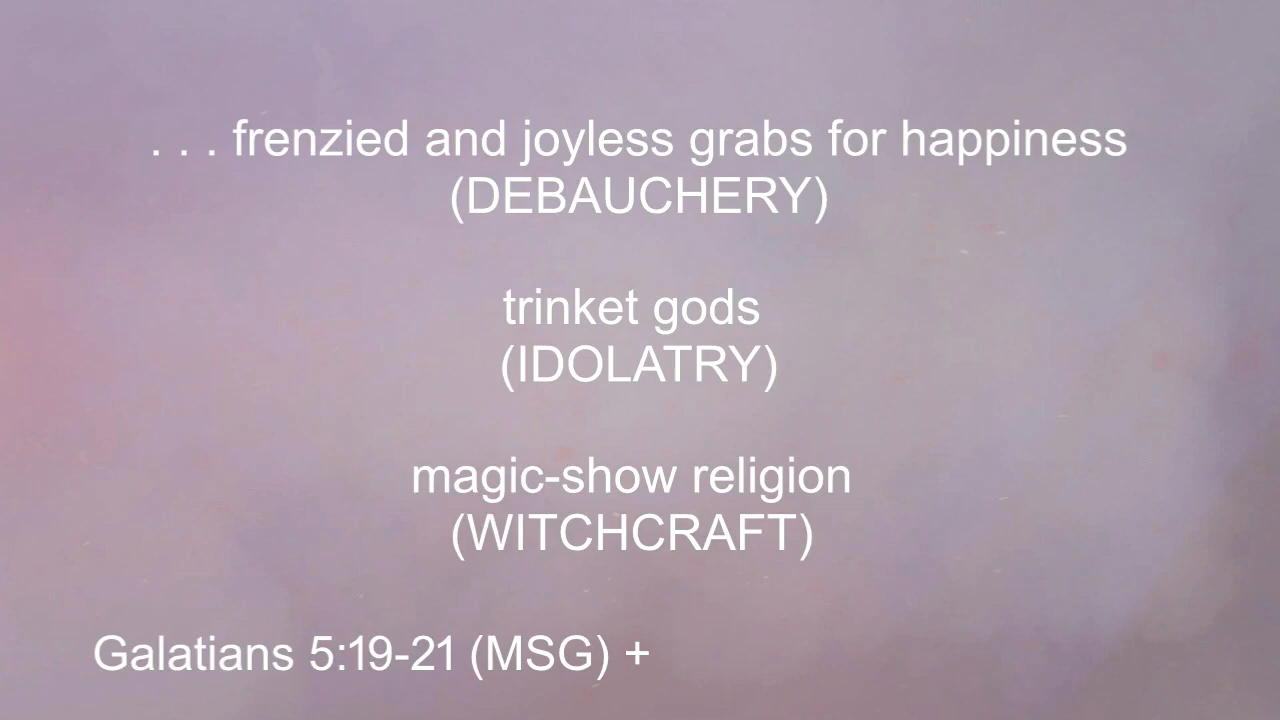 . . . frenzied and joyless grabs for happiness
(DEBAUCHERY)
trinket gods
(IDOLATRY)
magic-show religion
(WITCHCRAFT)
Galatians 5:19-21 (MSG) +